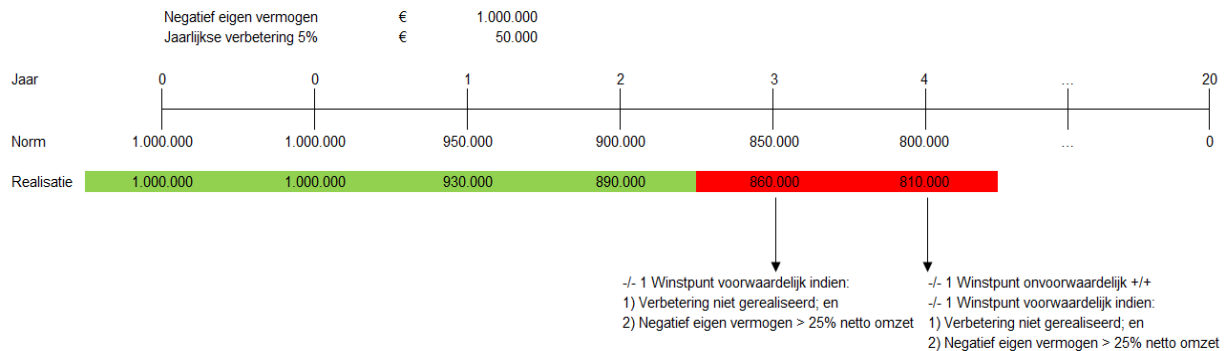 Negatief eigen vermogen € 1.000.000
Jaarlijkse verbetering 5% € 50.000
Jaar 0 0 1 2 3 4 ... 20
Norm 1.000.000 1.000.000 950.000 900.000 850.000 800.000 ... 0
Realisatie 1.000.000 1.000.000 930.000 890.000 860.000 810.000
-/- 1 Winstpunt voorwaardelijk indien:
1) Verbetering niet gerealiseerd; en
2) Negatief eigen vermogen > 25% netto omzet
-/- 1 Winstpunt onvoorwaardelijk +/+
-/- 1 Winstpunt voorwaardelijk indien:
1) Verbetering niet gerealiseerd; en
2) Negatief eigen vermogen > 25% netto omzet